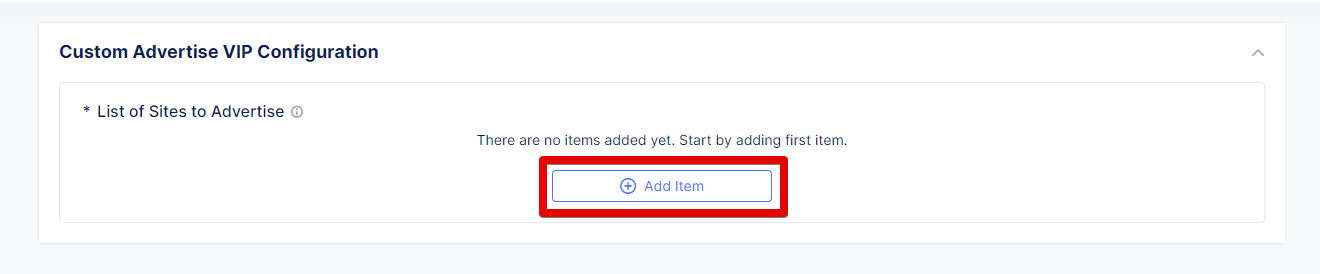 Custom Advertise VIP Configuration
* List of Sites to Advertise
There are no items added yet. Start by adding first item.
Add Item